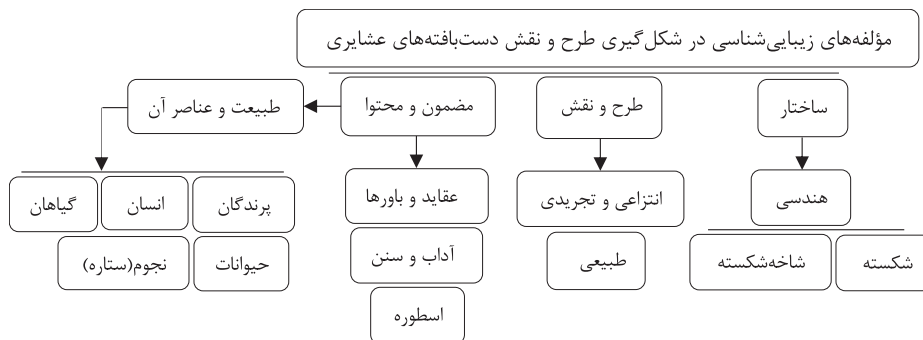 مؤلفه‌های زیبایی‌شناسی در شکل‌گیری طرح و نقش دست‌بافته‌های عشایری
ساختار
طرح و نقش
مضمون و محتوا
طبیعت و عناصر آن
هندسی
انتزاعی و تجریدی
عقاید و باورها
پرندگان
انسان
گیاهان
شکسته
شاخه‌شکسته
طبیعی
آداب و سنن
حیوانات
نجوم(ستاره)
اسطوره